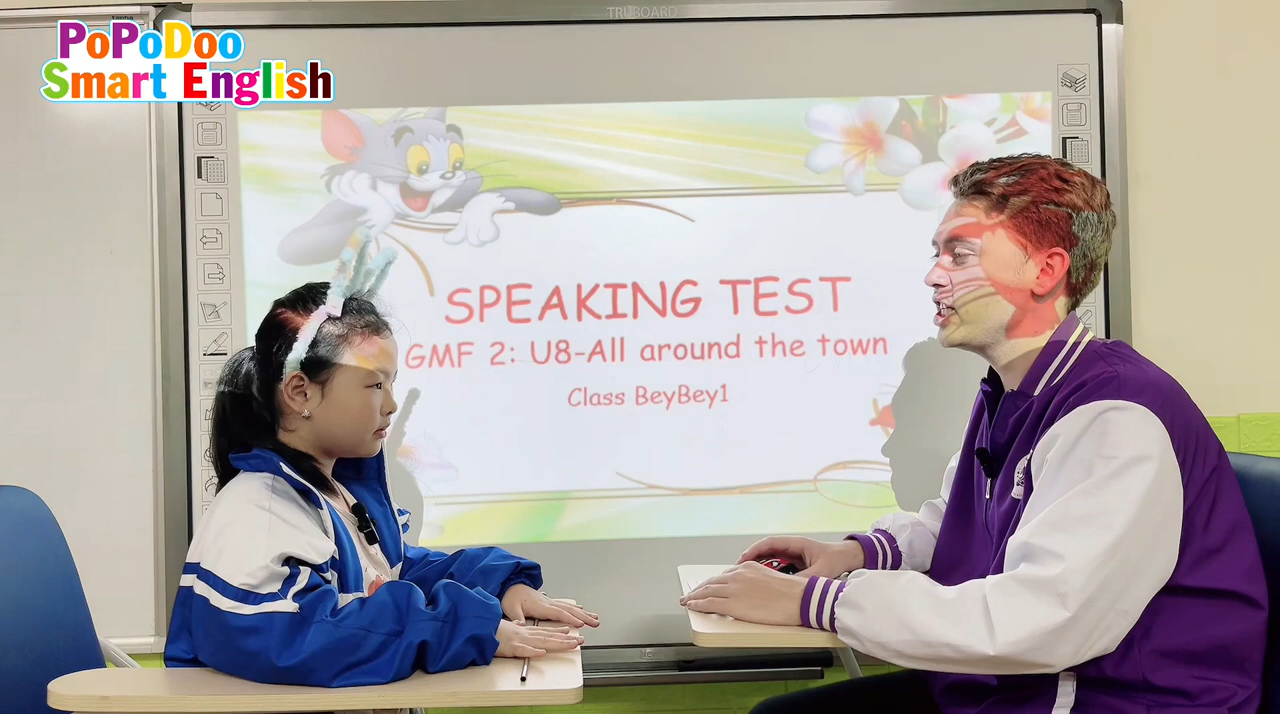 TRUBOARD
PoPoDoo
Smart English
SPEAKING TEST
GMF 2: U8-All around the town
Class BeyBey1